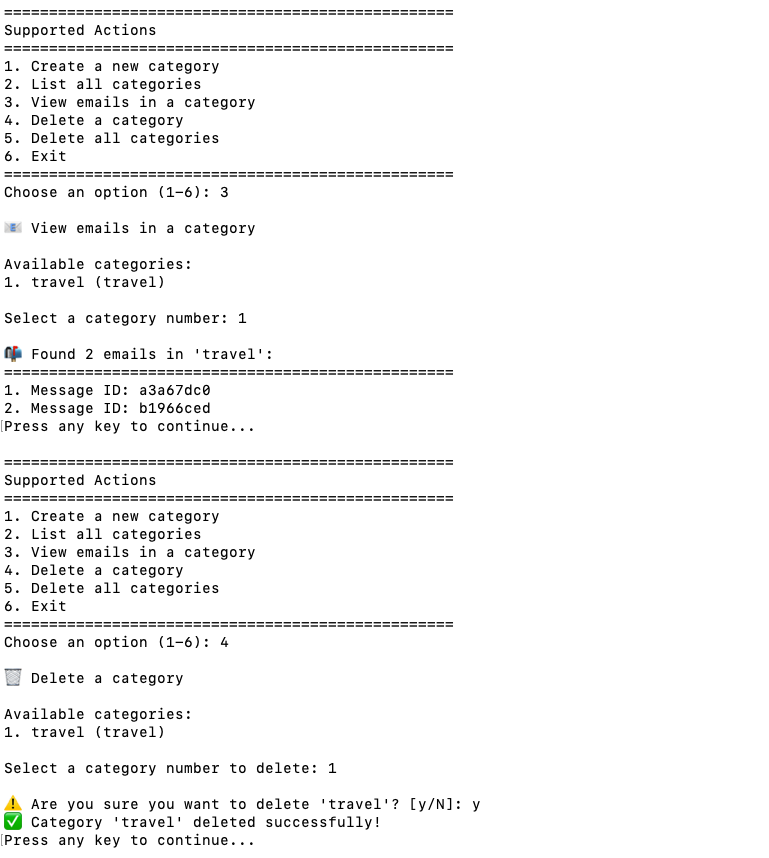 ==================================================
Supported Actions
==================================================
1. Create a new category
2. List all categories
3. View emails in a category
4. Delete a category
5. Delete all categories
6. Exit
==================================================
Choose an option (1-6): 3
📧 View emails in a category
Available categories:
1. travel (travel)
Select a category number: 1
📬 Found 2 emails in 'travel':
==================================================
1. Message ID: a3a67dc0
2. Message ID: b1966ced
Press any key to continue...
==================================================
Supported Actions
==================================================
1. Create a new category
2. List all categories
3. View emails in a category
4. Delete a category
5. Delete all categories
6. Exit
==================================================
Choose an option (1-6): 4
🗑️ Delete a category
Available categories:
1. travel (travel)
Select a category number to delete: 1
⚠️ Are you sure you want to delete 'travel'? [y/N]: y
✅ Category 'travel' deleted successfully!
Press any key to continue...